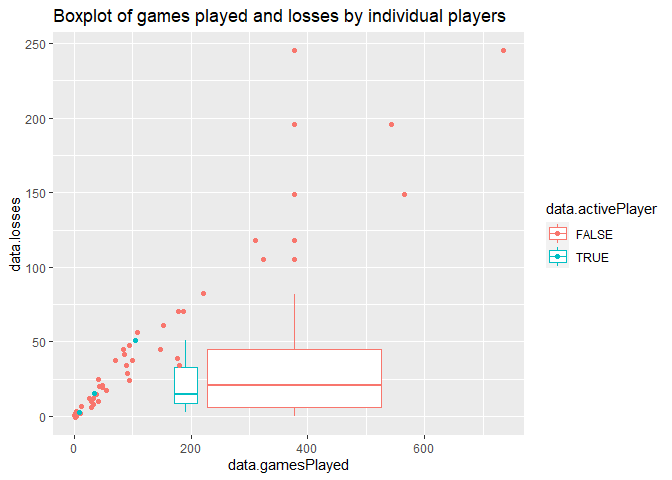 Boxplot of games played and losses by individual players
250
200
150
100
50
0
data.losses
0
200
400
600
data.gamesPlayed
data.activePlayer
FALSE
TRUE